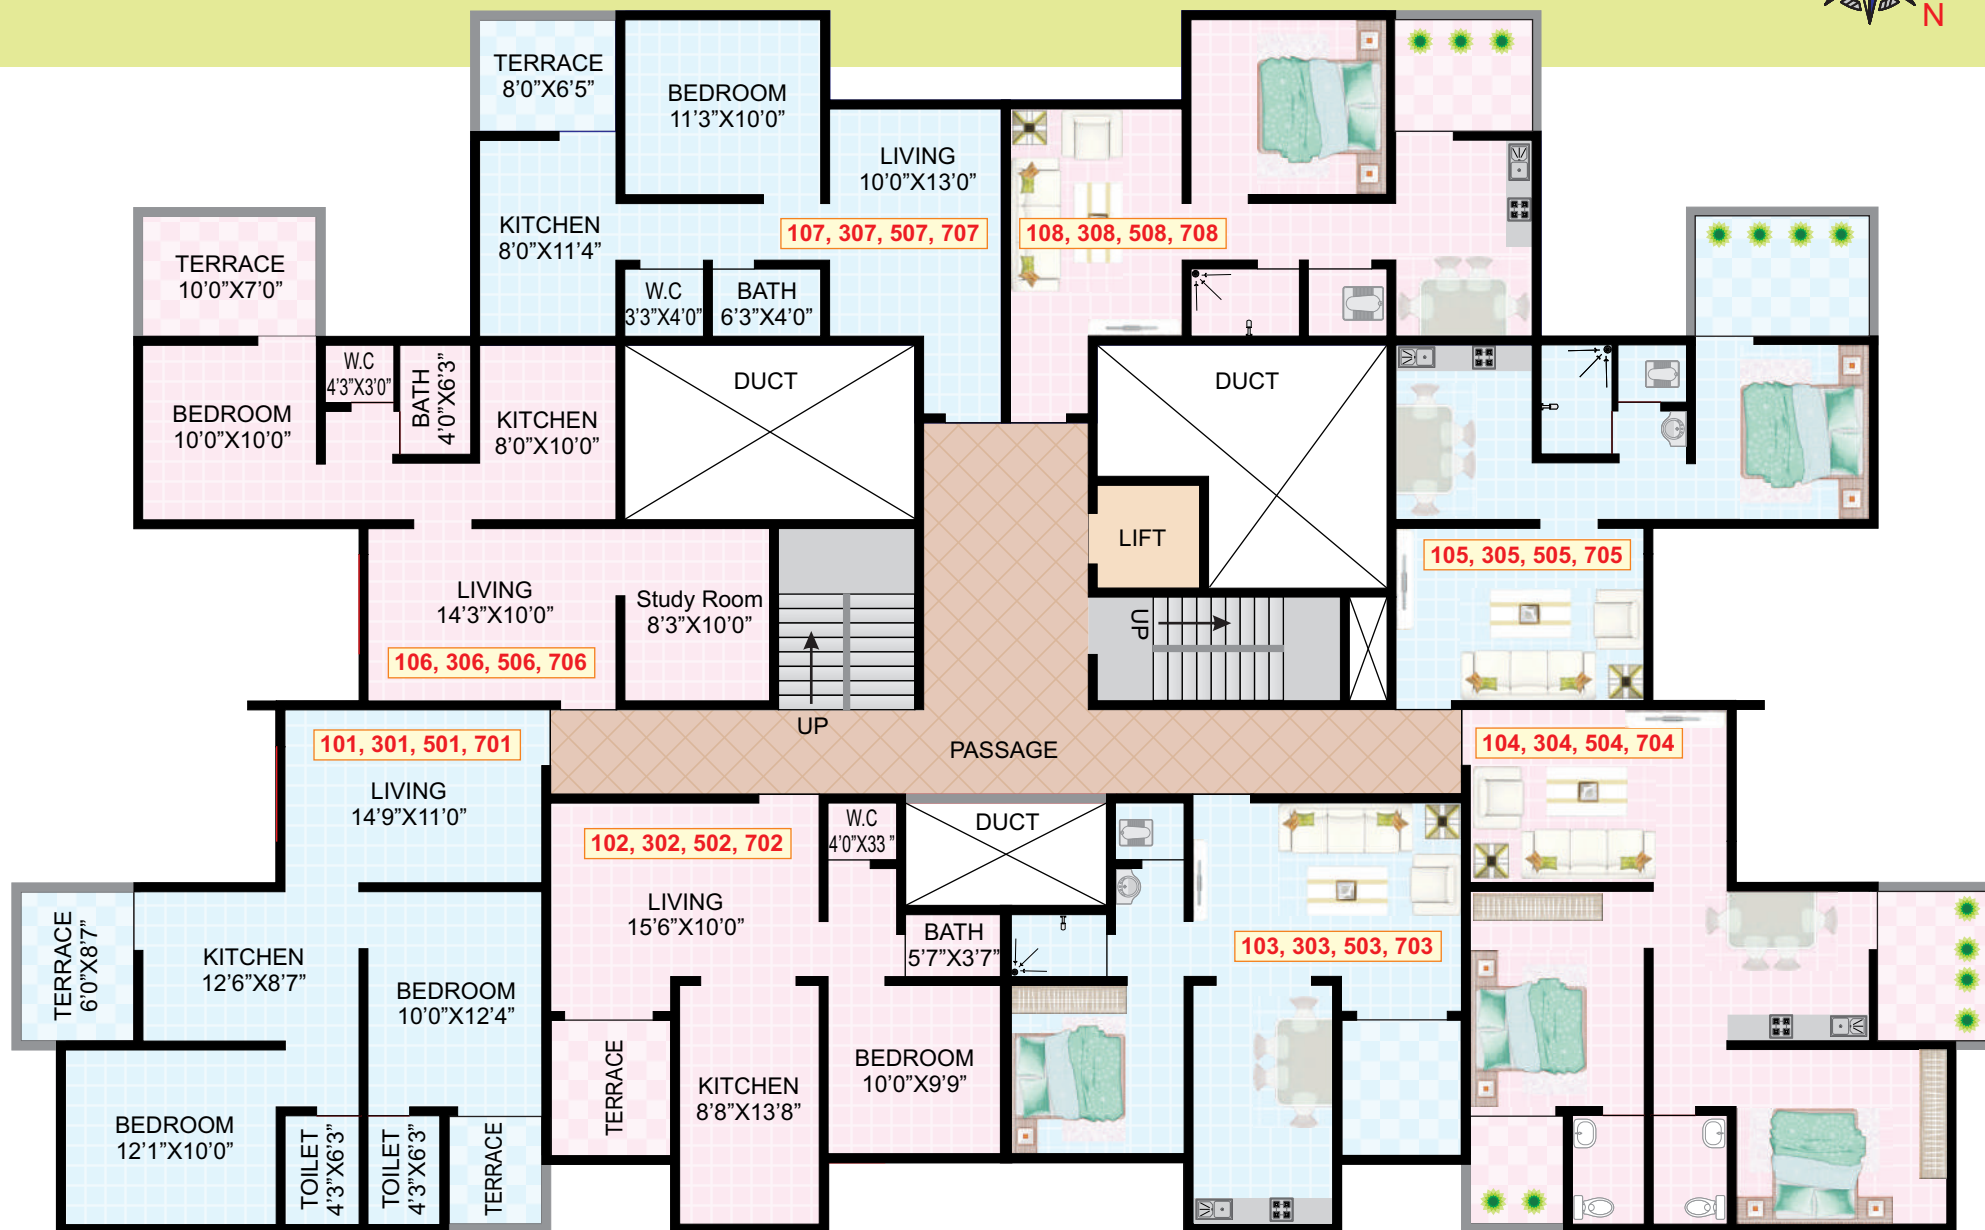 N
TERRACE
8'0"X6'5"
BEDROOM
11'3"X10'0"
LIVING
10'0"X13'0"
KITCHEN
8'0"X11'4"
107, 307, 507, 707
108, 308, 508, 708
W.C
3'3"X4'0"
BATH
6'3"X4'0"
TERRACE
10'0"X7'0"
W.C
4'3"X3'0"
BATH
4'0"X6'3"
BEDROOM
10'0"X10'0"
KITCHEN
8'0"X10'0"
DUCT
DUCT
LIFT
105, 305, 505, 705
LIVING
14'3"X10'0"
Study Room
8'3"X10'0"
106, 306, 506, 706
UP
UP
PASSAGE
101, 301, 501, 701
LIVING
14'9"X11'0"
104, 304, 504, 704
102, 302, 502, 702
W.C
4'0"X33 "
DUCT
LIVING
15'6"X10'0"
BATH
5'7"X3'7"
103, 303, 503, 703
TERRACE
6'0"X8'7"
KITCHEN
12'6"X8'7"
BEDROOM
10'0"X12'4"
TERRACE
KITCHEN
8'8"X13'8"
BEDROOM
10'0"X9'9"
BEDROOM
12'1"X10'0"
TOILET
4'3"X6'3"
TOILET
4'3"X6'3"
TERRACE